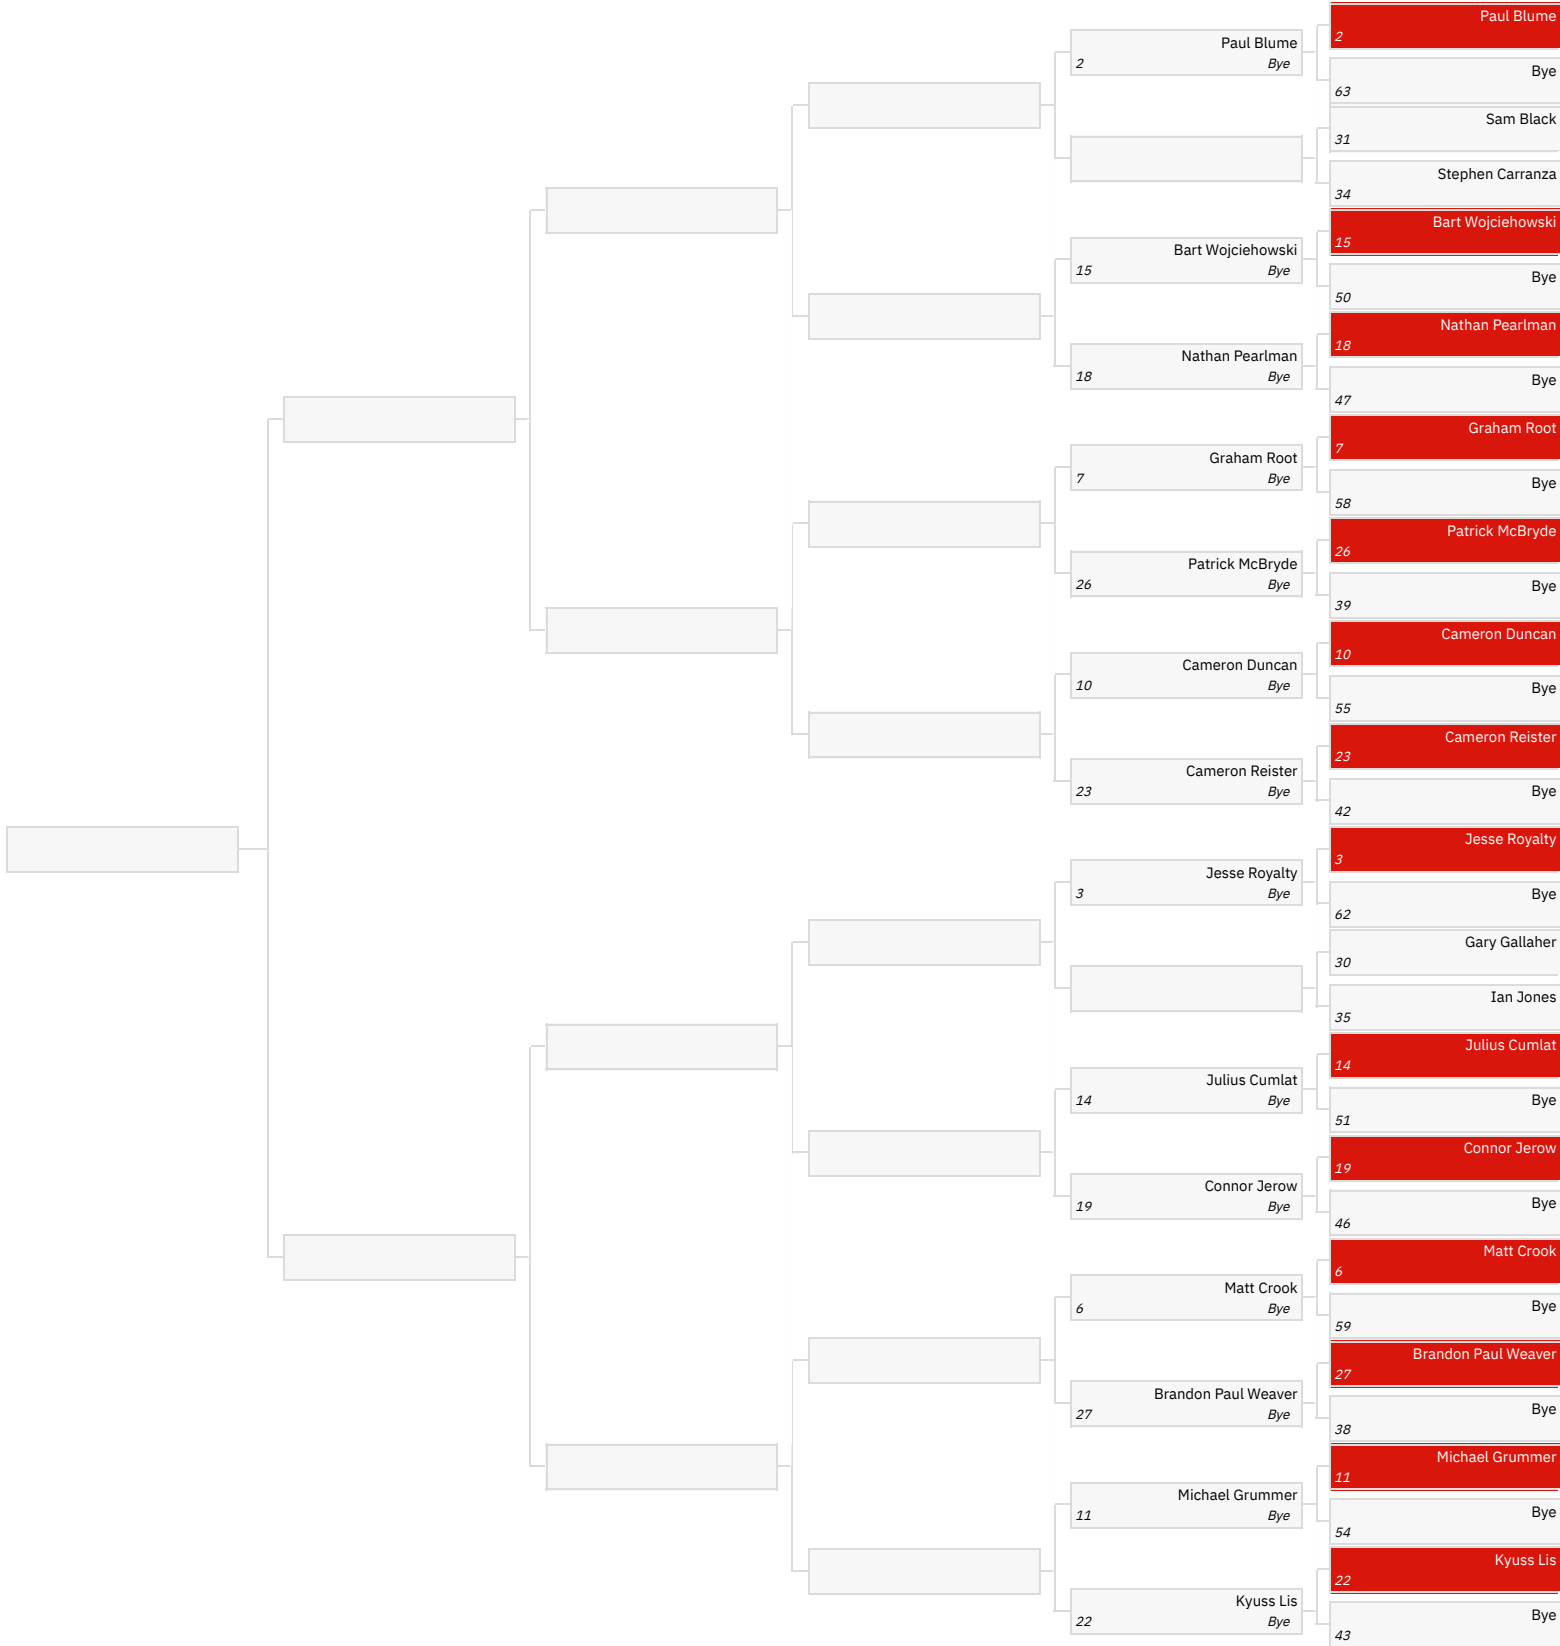 Paul Blume
2
Bye
63
Sam Black
31
Stephen Carranza
34
Bart Wojciehowski
15
Bye
50
Nathan Pearlman
18
Bye
47
Graham Root
7
Bye
58
Patrick McBryde
26
Bye
39
Cameron Duncan
10
Bye
55
Cameron Reister
23
Bye
42
Jesse Royalty
3
Bye
62
Gary Gallaher
30
Ian Jones
35
Julius Cumlat
14
Bye
51
Connor Jerow
19
Bye
46
Matt Crook
6
Bye
59
Brandon Paul Weaver
27
Bye
38
Michael Grummer
11
Bye
54
Kyuss Lis
22
Bye
43
Paul Blume
2 Bye
Bart Wojciehowski
15 Bye
Nathan Pearlman
18 Bye
Graham Root
7 Bye
Patrick McBryde
26 Bye
Cameron Duncan
10 Bye
Cameron Reister
23 Bye
Jesse Royalty
3 Bye
Julius Cumlat
14 Bye
Connor Jerow
19 Bye
Matt Crook
6 Bye
Brandon Paul Weaver
27 Bye
Michael Grummer
11 Bye
Kyuss Lis
22 Bye